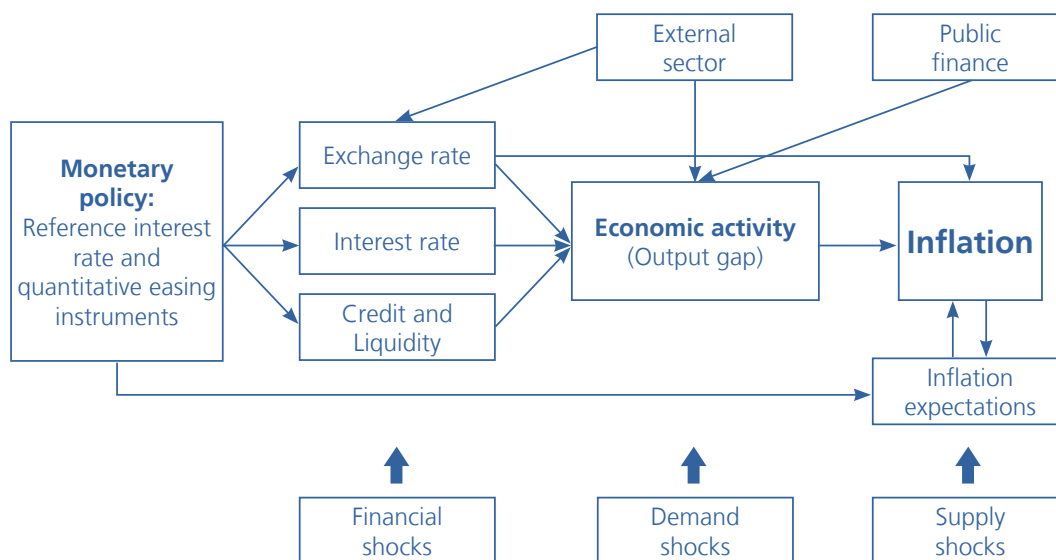 External
sector
Public
finance
Monetary
policy:
Reference interest
rate and
quantitative easing
instruments
Exchange rate
Interest rate
Credit and
Liquidity
Economic activity
(Output gap)
Inflation
Inflation
expectations
Financial
shocks
Demand
shocks
Supply
shocks